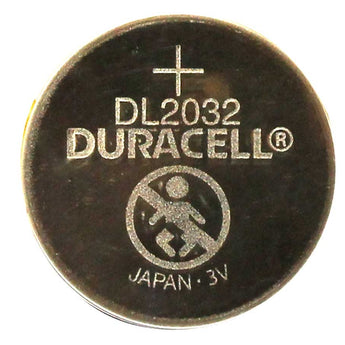 +
DL2032
DURACELL®
JAPAN · 3V